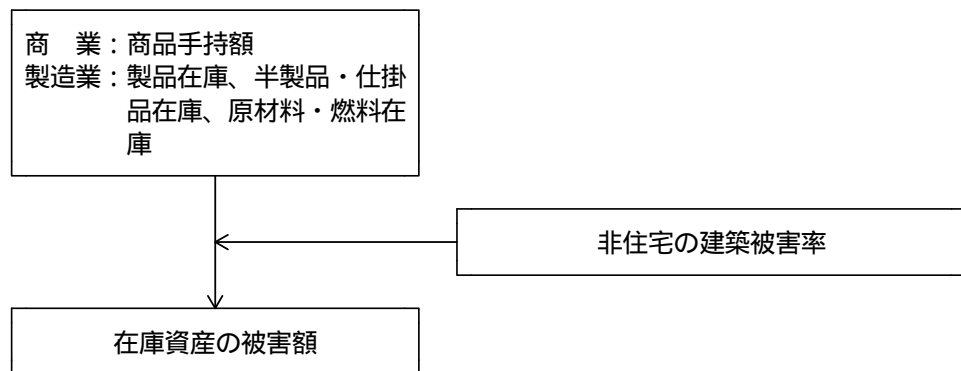 商　業：商品手持額
製造業：製品在庫、半製品・仕掛
品在庫、原材料・燃料在
庫
非住宅の建築被害率
在庫資産の被害額